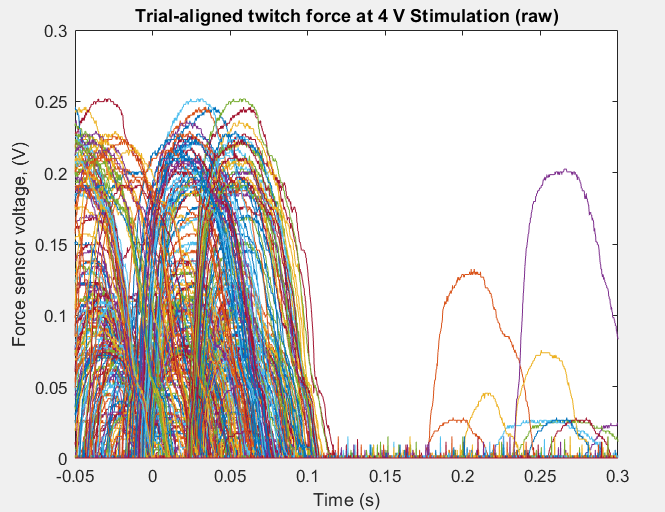 Trial-aligned twitch force at 4 V Stimulation (raw)
0.3
0.25
0.2
0.15
0.1
0.05
0
Force sensor voltage, (V)
-0.05 0 0.05 0.1 0.15 0.2 0.25 0.3
Time (s)